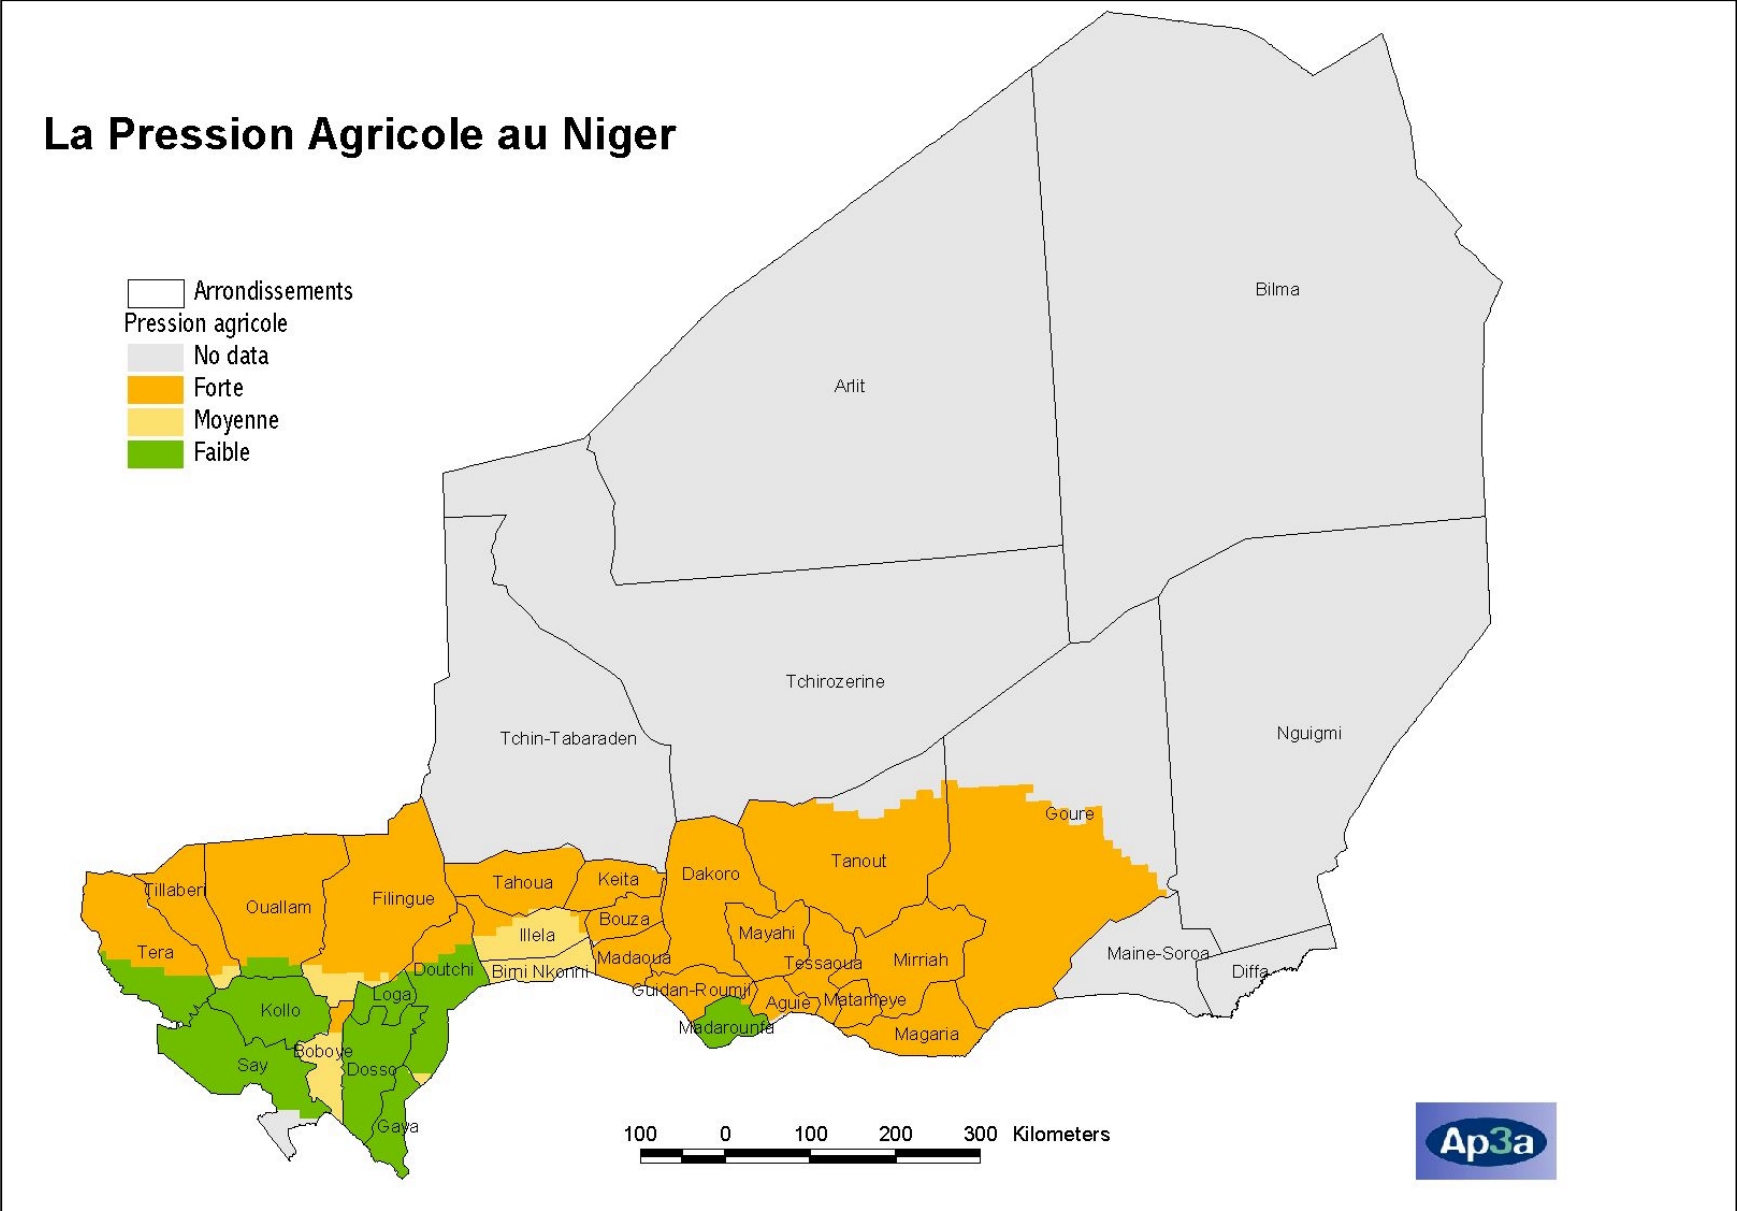 La Pression Agricole au Niger
Arrondissements
Pression agricole
No data
Forte
Moyenne
Faible
Bilma
Arlit
Tchirozerine
Tchin-Tabaraden
Nguigmi
Goure
Tanout
Dakoro
Keita
Tahoua
Tillaberi
Filingue
Ouallam
Bouza
Illela
Mayahi
Tera
Madaoua
Tessaoua
Mirriah
Maine-Soroa
Diffa
Doutchi
Birni Nkonni
Guidan-Roumji
Loga
Aguie
Matameye
Kollo
Madarounfa
Magaria
Boboye
Say
Dosso
Gaya
100 0 100 200 300 Kilometers
Ap3a